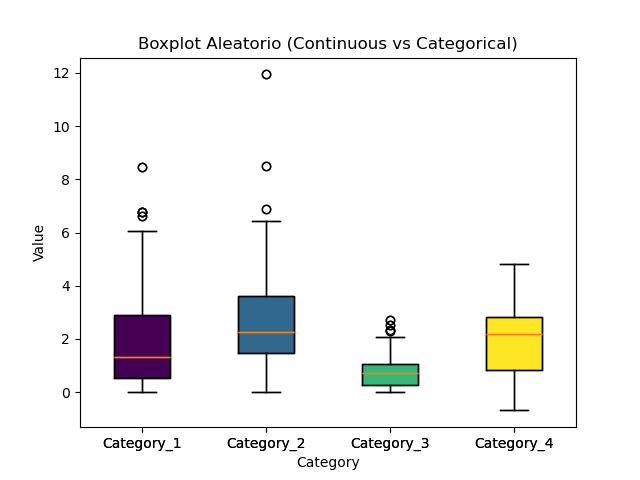 Boxplot Aleatorio (Continuous vs Categorical)
12
10
8
6
4
2
0
Value
Category_1 Category_2 Category_3 Category_4
Category